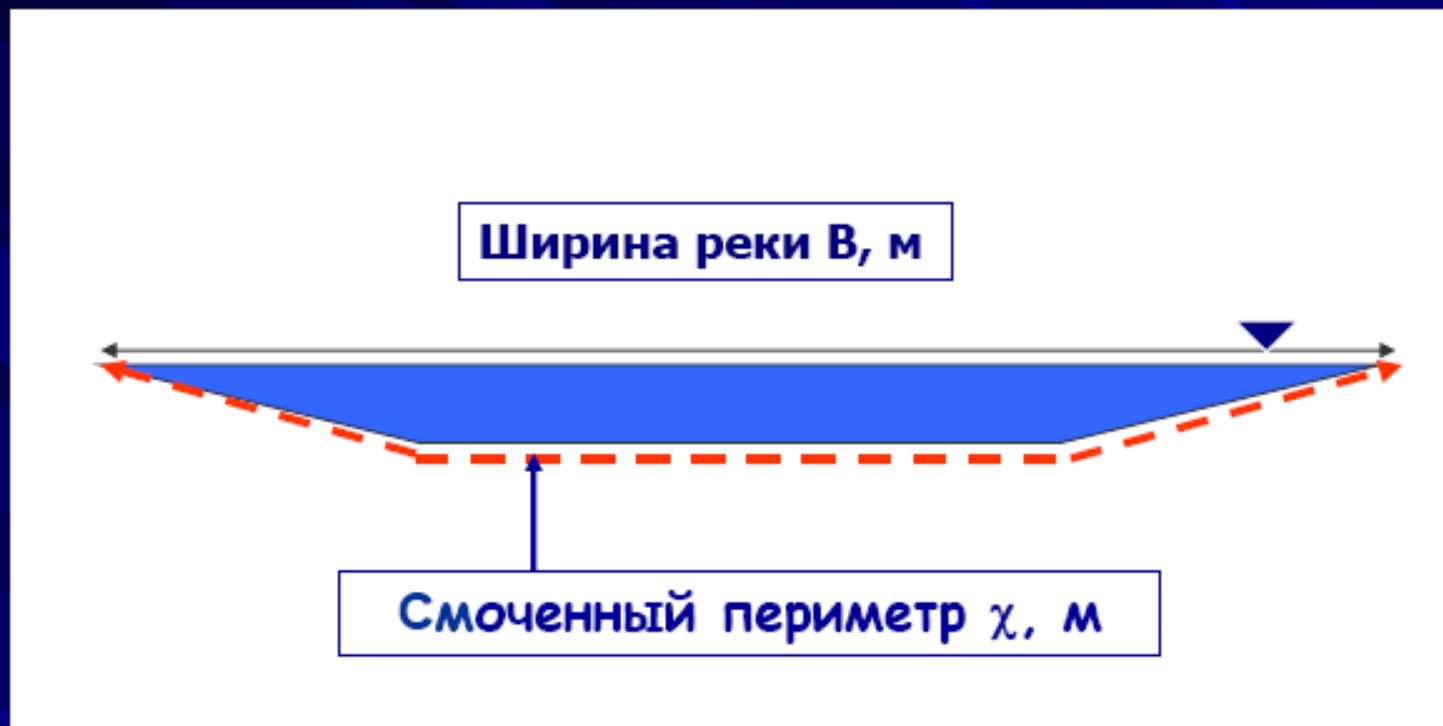 Ширина реки В, м
Смоченный периметр χ, м